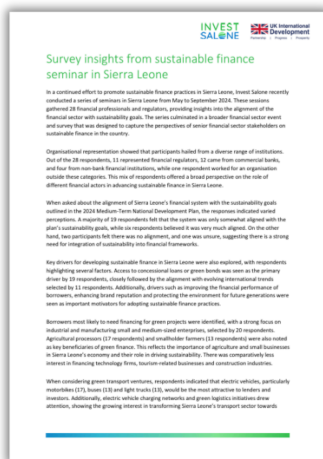 INVEST
SALONE
UK International
Development
Partnership | Progress | Prosperity
Survey insights from sustainable finance
seminar in Sierra Leone
In a continued effort to promote sustainable finance practices in Sierra Leone, Invest Salone recently
conducted a series of seminars in Sierra Leone from May to September 2024. These sessions
gathered 28 financial professionals and regulators, providing insights into the alignment of the
financial sector with sustainability goals. The series culminated in a broader financial sector event
and survey that was designed to capture the perspectives of senior financial sector stakeholders on
sustainable finance in the country.
Organisational representation showed that participants hailed from a diverse range of institutions.
Out of the 28 respondents, 11 represented financial regulators, 12 came from commercial banks,
and four from non-bank financial institutions, while one respondent worked for an organisation
outside these categories. This mix of respondents offered a broad perspective on the role of
different financial actors in advancing sustainable finance in Sierra Leone.
When asked about the alignment of Sierra Leone's financial system with the sustainability goals
outlined in the 2024 Medium-Term National Development Plan, the responses indicated varied
perceptions. A majority of 19 respondents felt that the system was only somewhat aligned with the
plan's sustainability goals, while six respondents believed it was very much aligned. On the other
hand, two participants felt there was no alignment, and one was unsure, suggesting there is a strong
need for integration of sustainability into financial frameworks.
Key drivers for developing sustainable finance in Sierra Leone were also explored, with respondents
highlighting several factors. Access to concessional loans or green bonds was seen as the primary
driver by 19 respondents, closely followed by the alignment with evolving international trends
selected by 11 respondents. Additionally, drivers such as improving the financial performance of
borrowers, enhancing brand reputation and protecting the environment for future generations were
seen as important motivators for adopting sustainable finance practices.
Borrowers most likely to need financing for green projects were identified, with a strong focus on
industrial and manufacturing small and medium-sized enterprises, selected by 20 respondents.
Agricultural processors (17 respondents) and smallholder farmers (13 respondents) were also noted
as key beneficiaries of green finance. This reflects the importance of agriculture and small businesses
in Sierra Leone's economy and their role in driving sustainability. There was comparatively less
interest in financing technology firms, tourism-related businesses and construction industries.
When considering green transport ventures, respondents indicated that electric vehicles, particularly
motorbikes (17), buses (13) and light trucks (13), would be the most attractive to lenders and
investors. Additionally, electric vehicle charging networks and green logistics initiatives drew
attention, showing the growing interest in transforming Sierra Leone's transport sector towards